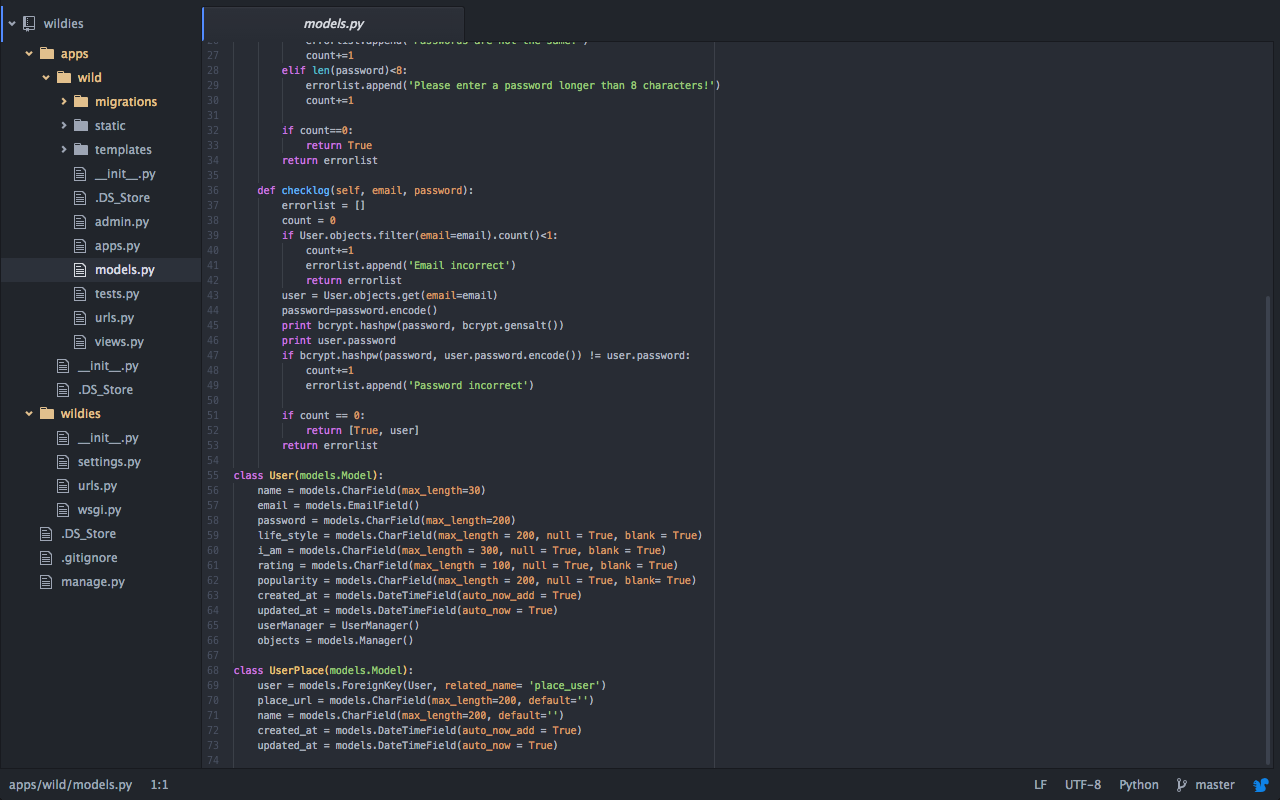 wildies
apps
wild
migrations
static
templates
__init__.py
.DS_Store
admin.py
apps.py
models.py
tests.py
urls.py
views.py
__init__.py
.DS_Store
wildies
__init__.py
settings.py
urls.py
wsgi.py
.DS_Store
.gitignore
manage.py
models.py
26 errorlist.append('Passwords are not the same!')
27 count+=1
28 elif len(password)<8:
29 errorlist.append('Please enter a password longer than 8 characters!')
30 count+=1
31
32 if count==0:
33 return True
34 return errorlist
35
36 def checklog(self, email, password):
37 errorlist = []
38 count = 0
39 if User.objects.filter(email=email).count()<1:
40 count+=1
41 errorlist.append('Email incorrect')
42 return errorlist
43 user = User.objects.get(email=email)
44 password=password.encode()
45 print bcrypt.hashpw(password, bcrypt.gensalt())
46 print user.password
47 if bcrypt.hashpw(password, user.password.encode()) != user.password:
48 count+=1
49 errorlist.append('Password incorrect')
50
51 if count == 0:
52 return [True, user]
53 return errorlist
54
55 class User(models.Model):
56 name = models.CharField(max_length=30)
57 email = models.EmailField()
58 password = models.CharField(max_length=200)
59 life_style = models.CharField(max_length = 200, null = True, blank = True)
60 i_am = models.CharField(max_length = 300, null = True, blank = True)
61 rating = models.CharField(max_length = 100, null = True, blank = True)
62 popularity = models.CharField(max_length = 200, null = True, blank= True)
63 created_at = models.DateTimeField(auto_now_add = True)
64 updated_at = models.DateTimeField(auto_now = True)
65 userManager = UserManager()
66 objects = models.Manager()
67
68 class UserPlace(models.Model):
69 user = models.ForeignKey(User, related_name= 'place_user')
70 place_url = models.CharField(max_length=200, default='')
71 name = models.CharField(max_length=200, default='')
72 created_at = models.DateTimeField(auto_now_add = True)
73 updated_at = models.DateTimeField(auto_now = True)
74
apps/wild/models.py 1:1 LF UTF-8 Python master